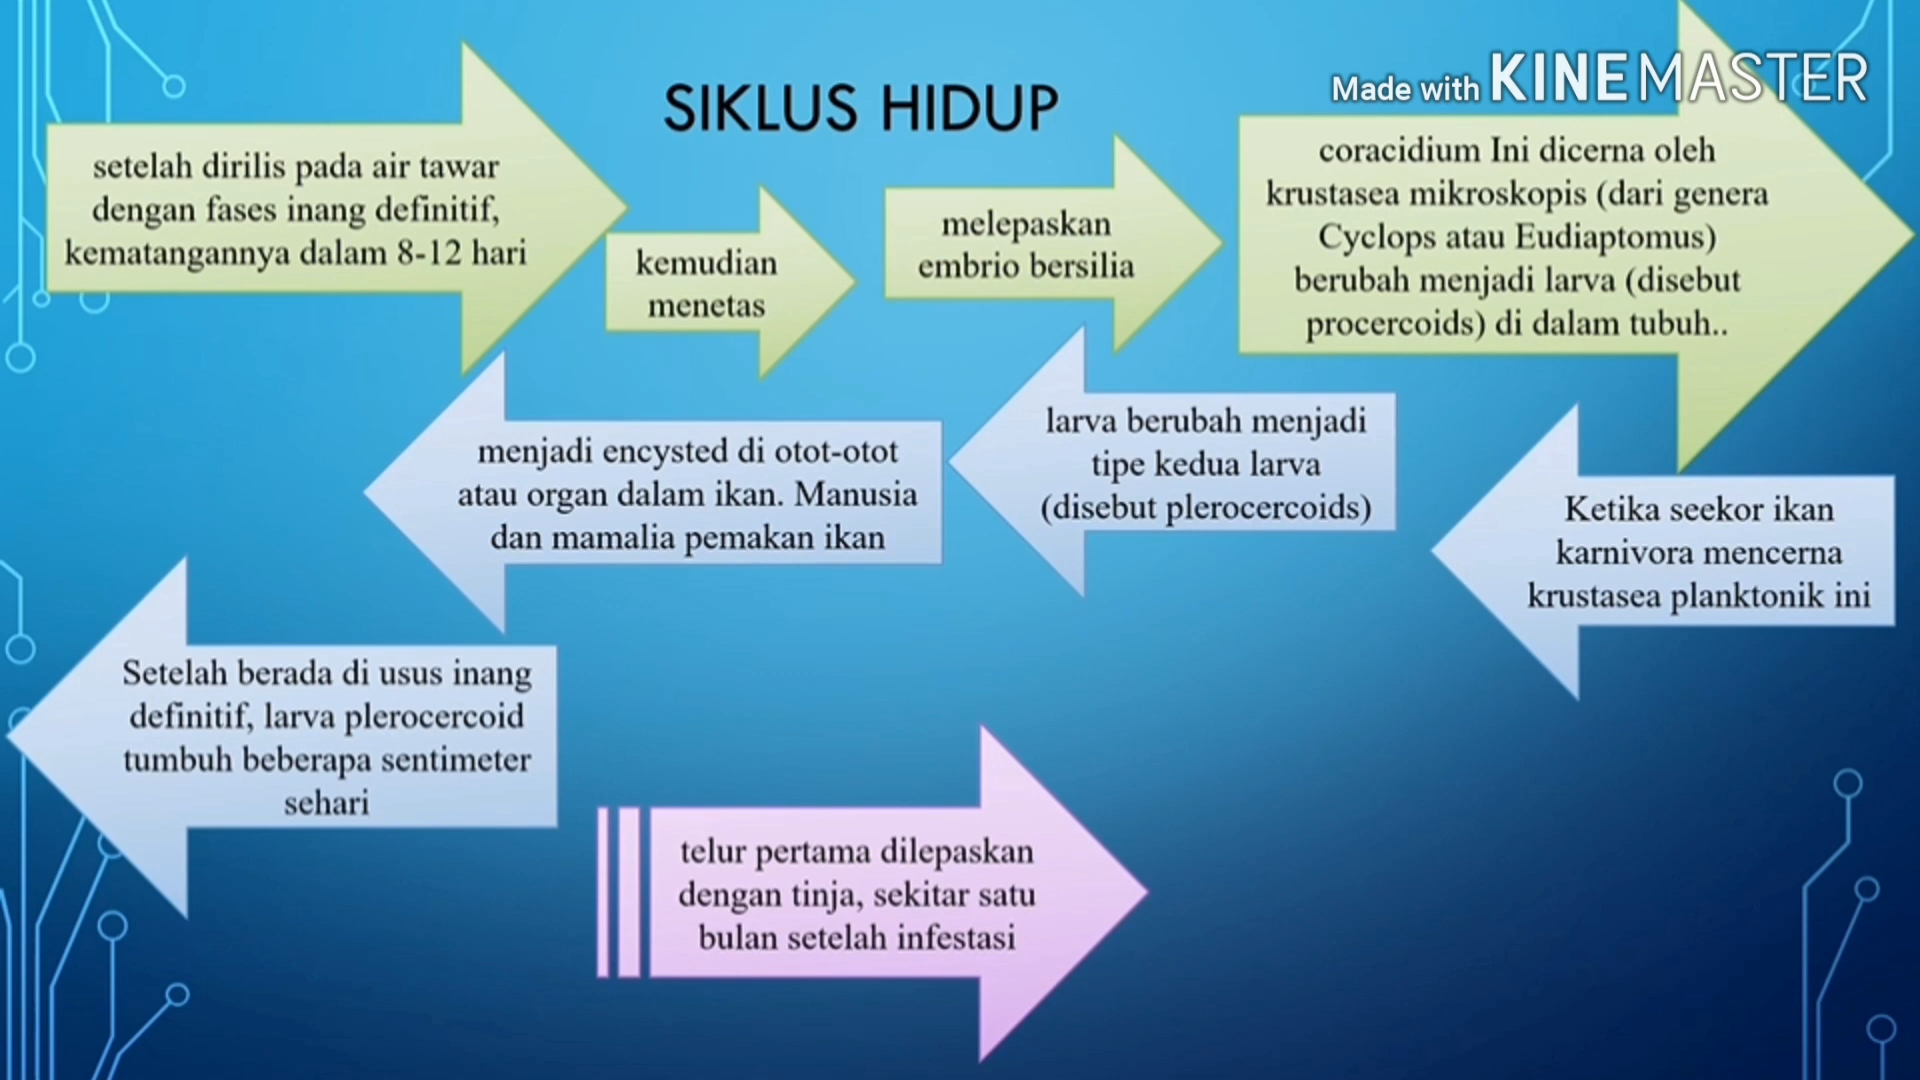 Made with KINEMASTER
SIKLUS HIDUP
setelah dirilis pada air tawar
dengan fases inang definitif,
kematangannya dalam 8-12 hari
kemudian
menetas
melepaskan
embrio bersilia
coracidium Ini dicerna oleh
krustasea mikroskopis (dari genera
Cyclops atau Eudiaptomus)
berubah menjadi larva (disebut
procercoids) di dalam tubuh..
Ketika seekor ikan
karnivora mencerna
krustasea planktonik ini
larva berubah menjadi
tipe kedua larva
(disebut plerocercoids)
menjadi encysted di otot-otot
atau organ dalam ikan. Manusia
dan mamalia pemakan ikan
Setelah berada di usus inang
definitif, larva plerocercoid
tumbuh beberapa sentimeter
sehari
telur pertama dilepaskan
dengan tinja, sekitar satu
bulan setelah infestasi